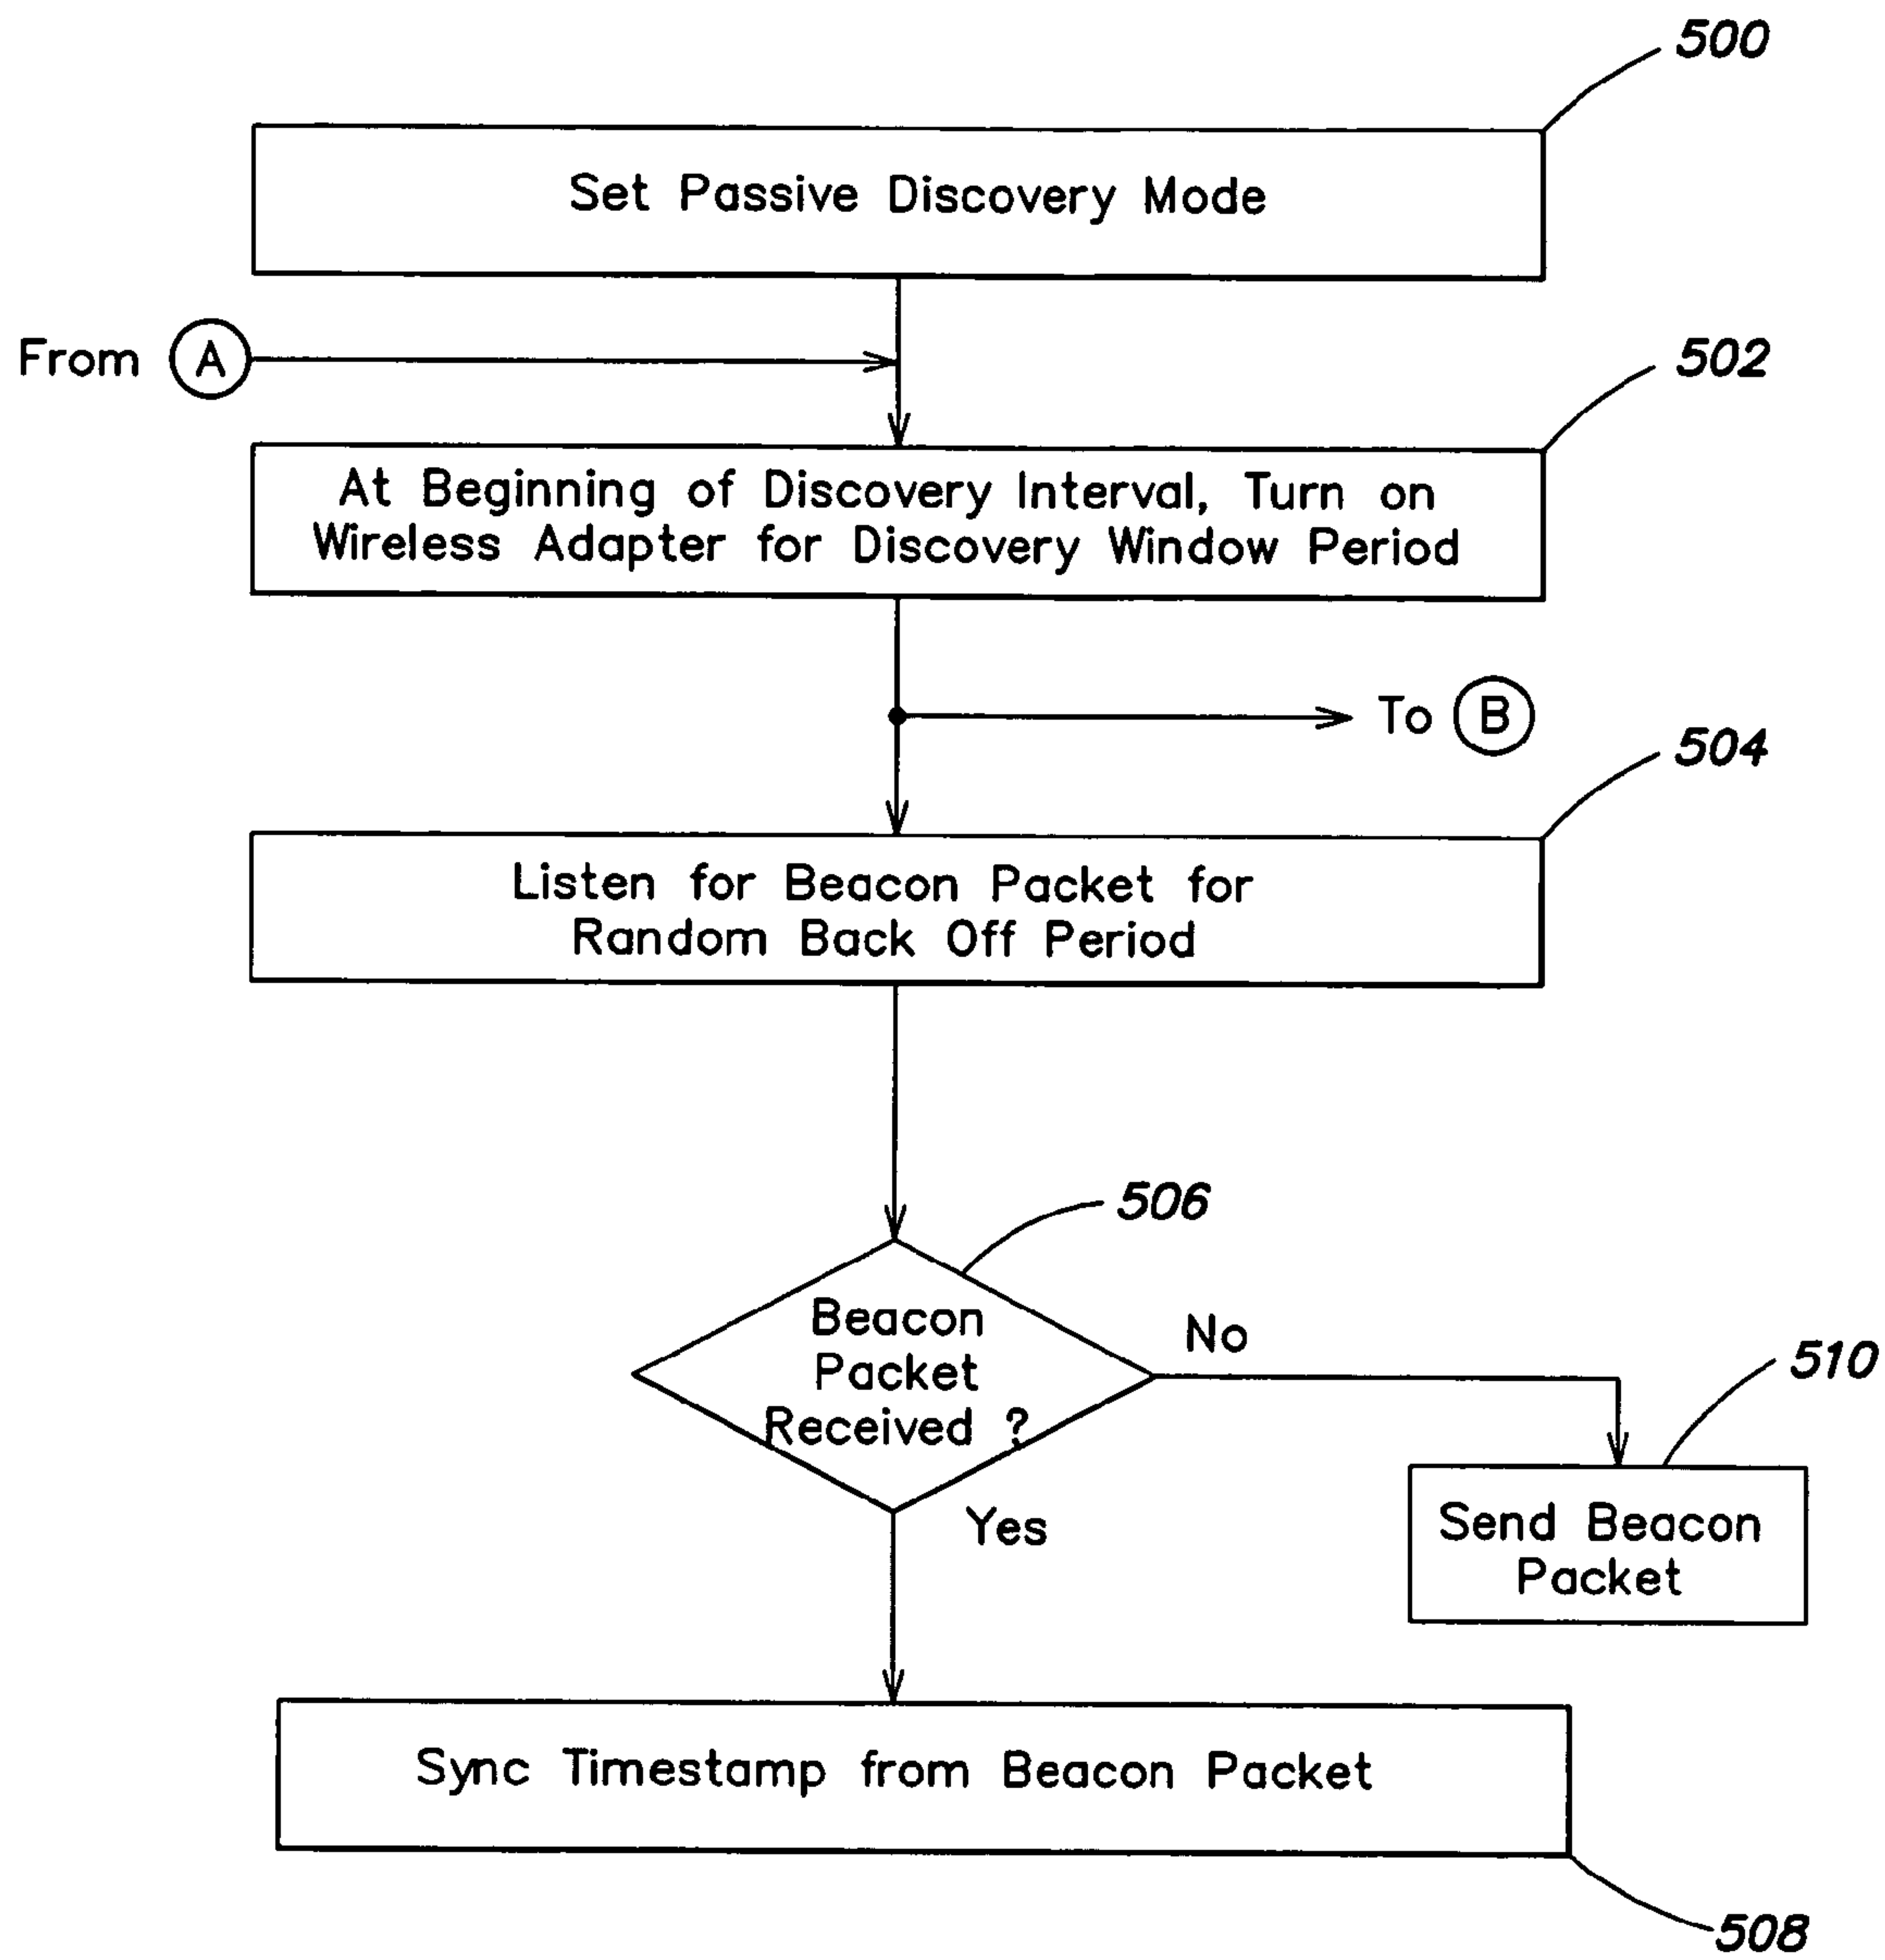 500
Set Passive Discovery Mode
From A
502
At Beginning of Discovery Interval, Turn on
Wireless Adapter for Discovery Window Period
To B
504
Listen for Beacon Packet for
Random Back Off Period
506
Beacon
Packet
Received ?
No
510
Send Beacon
Packet
Yes
Sync Timestamp from Beacon Packet
508